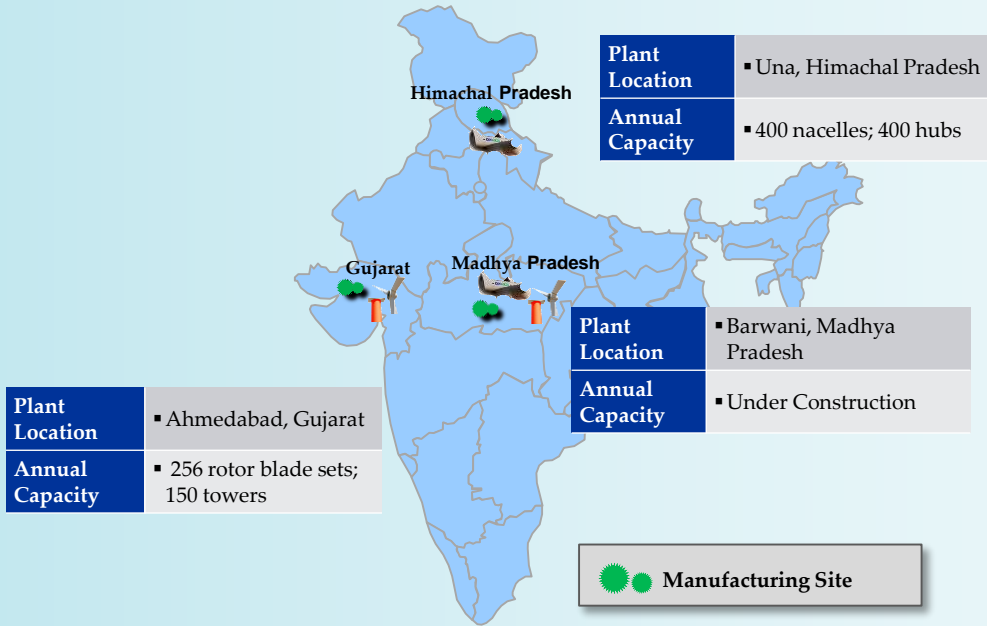 Himachal Pradesh
Plant
Location
▪ Una, Himachal Pradesh
Annual
Capacity
▪ 400 nacelles; 400 hubs
Gujarat
Madhya Pradesh
Plant
Location
▪ Barwani, Madhya
Pradesh
Annual
Capacity
▪ Under Construction
Plant
Location
▪ Ahmedabad, Gujarat
Annual
Capacity
▪ 256 rotor blade sets;
150 towers
Manufacturing Site